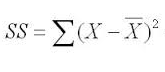 SS = ∑(X − X̅)²